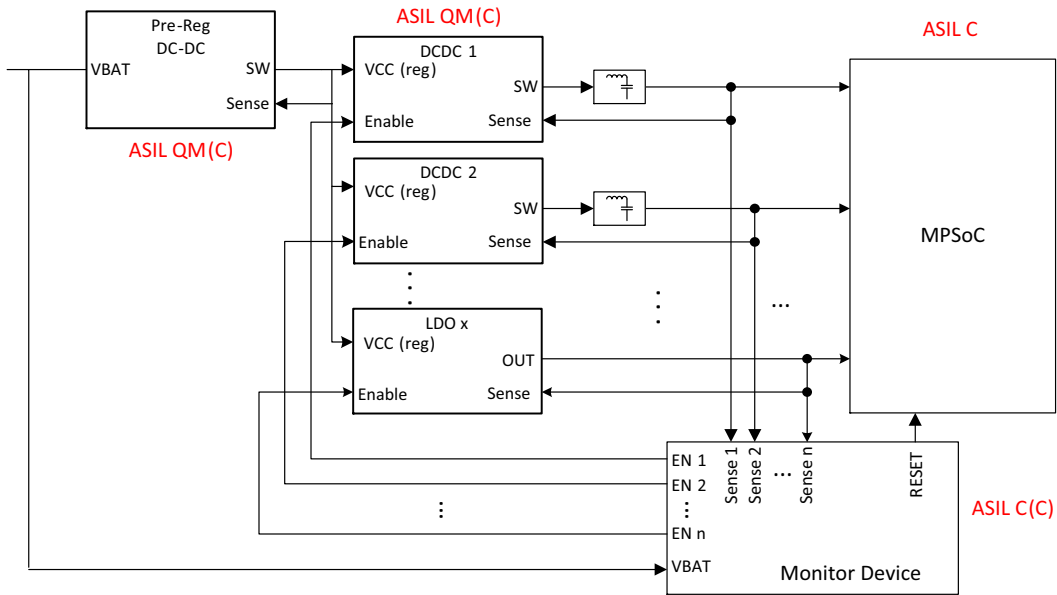 Pre-Reg
DC-DC
VBAT
SW
Sense
ASIL QM(C)
ASIL QM(C)
DCDC 1
VCC (reg)
SW
Enable
Sense
DCDC 2
VCC (reg)
SW
Enable
Sense
LDO x
VCC (reg)
OUT
Enable
Sense
ASIL C
MPSoC
...
EN 1
EN 2
EN n
VBAT
Sense 1
Sense 2
...
Sense n
RESET
Monitor Device
ASIL C(C)